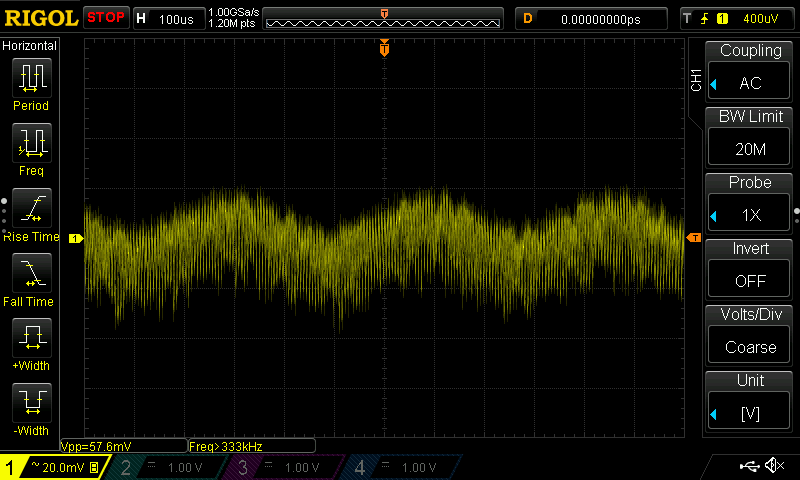 RIGOL STOP H 100us 1.00GSa/s D 0.00000000ps T 1 400uV
1.20M pts
T
Horizontal
Period
Freq
Rise Time
Fall Time
+Width
-Width
1
T
CH1
Coupling
AC
BW Limit
20M
Probe
1X
Invert
OFF
Volts/Div
Coarse
Unit
[V]
Vpp=57.6mV Freq>333kHz
1 ~ 20.0mV B 2 1.00 V 3 1.00 V 4 1.00 V